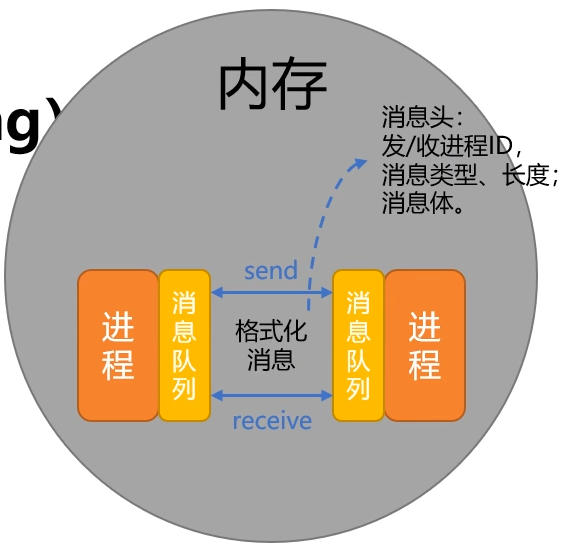 内存
ng)
消息头：
发/收进程ID，
消息类型、长度；
消息体。
send
进程
消息队列
格式化
消息
消息队列
进程
receive